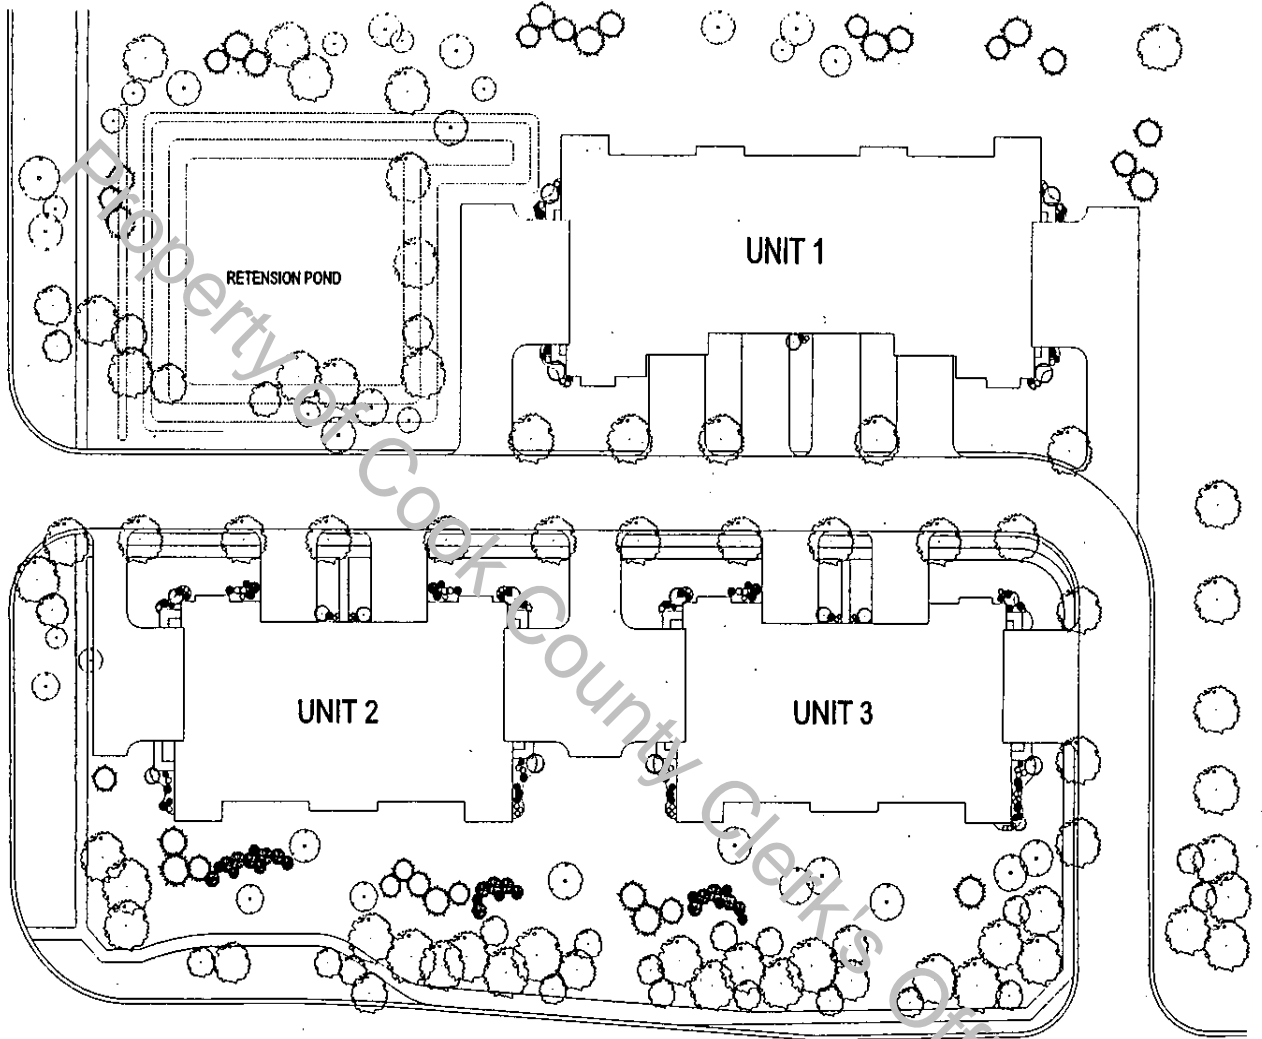 UNIT 1
RETENSION POND
UNIT 2
UNIT 3
Property of Cook County Clerk's Off